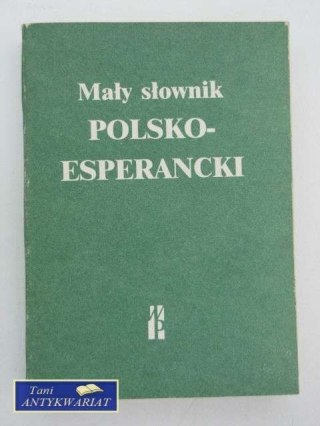 Mały słownik
POLSKO-
ESPERANCKI
Tani
ANTYKWARIAT